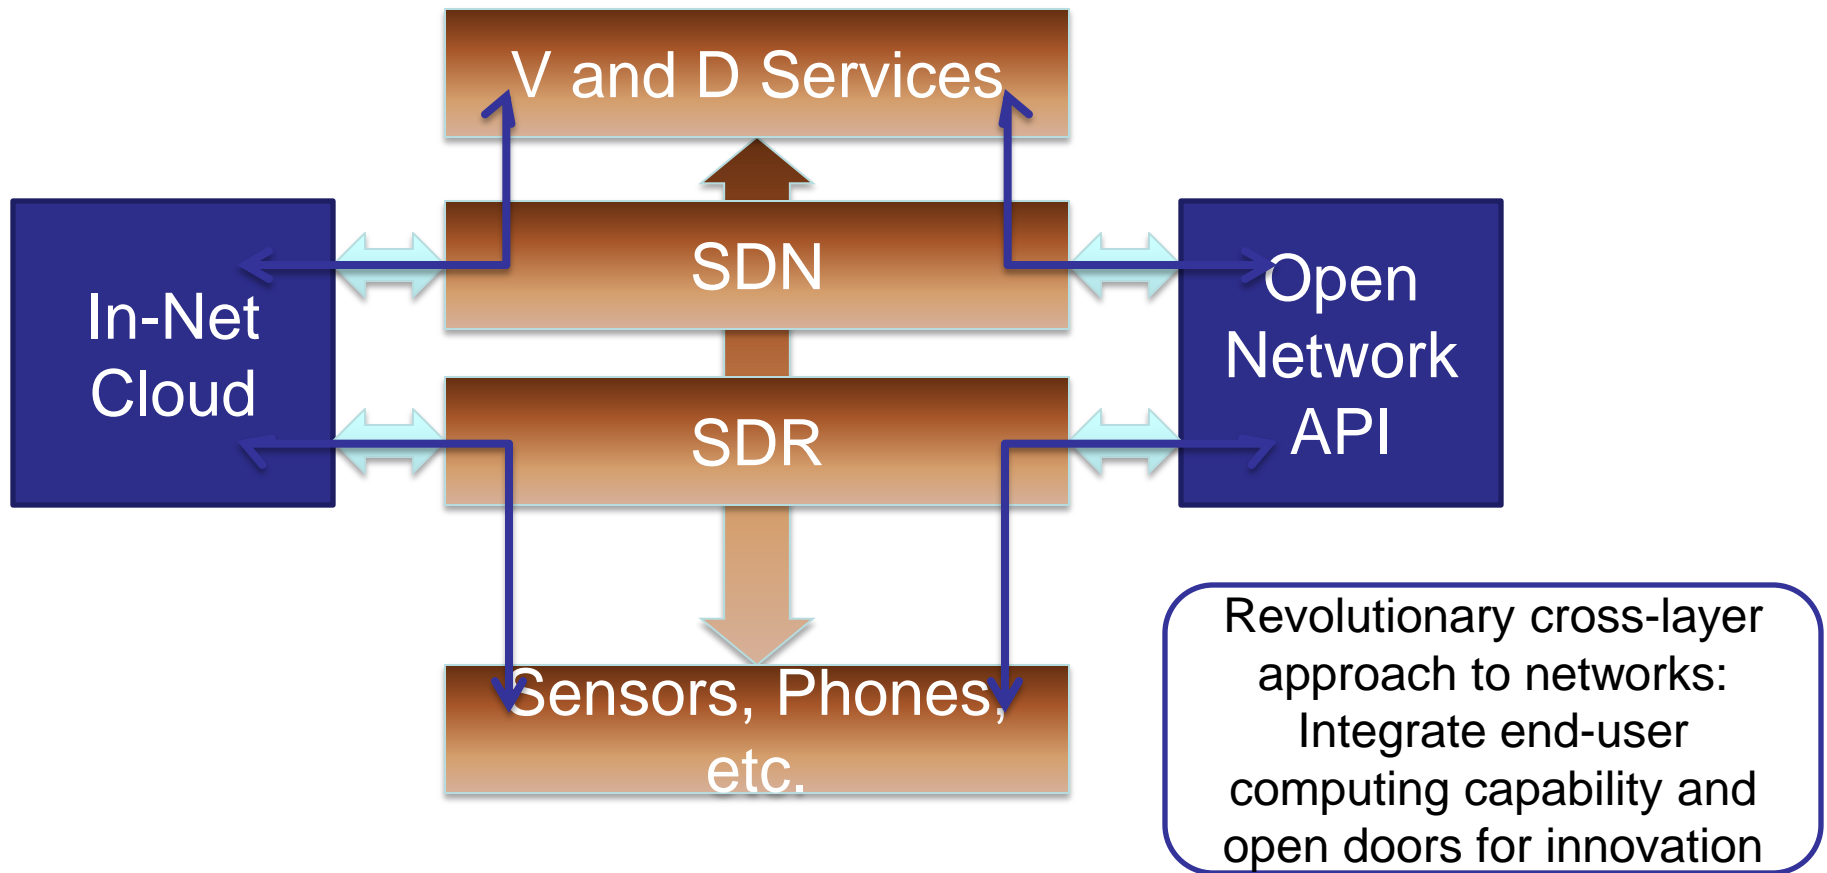 V and D Services
SDN
In-Net
Cloud
Open
Network
API
SDR
Sensors, Phones,
etc.
Revolutionary cross-layer
approach to networks:
Integrate end-user
computing capability and
open doors for innovation